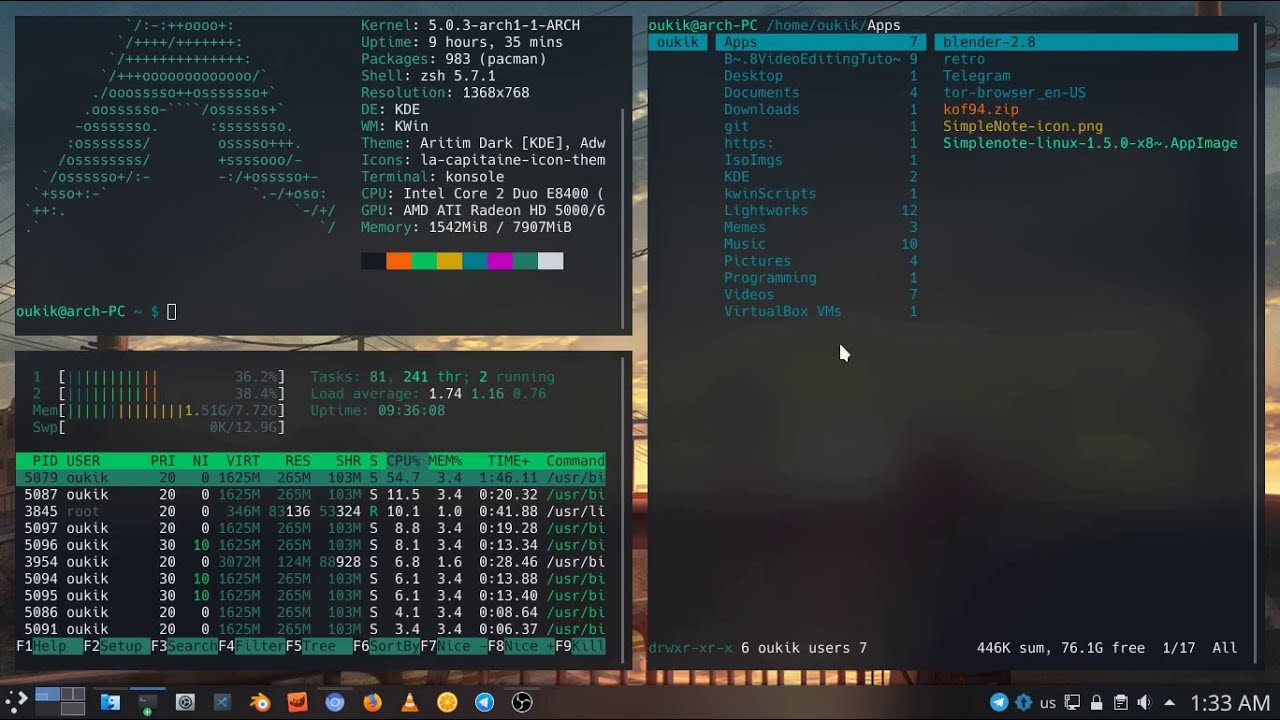 Kernel: 5.0.3-arch1-1-ARCH
Uptime: 9 hours, 35 mins
Packages: 983 (pacman)
Shell: zsh 5.7.1
Resolution: 1368x768
DE: KDE
WM: KWin
Theme: Aritim Dark [KDE], Adw
Icons: la-capitaine-icon-them
Terminal: konsole
CPU: Intel Core 2 Duo E8400 (
GPU: AMD ATI Radeon HD 5000/6
Memory: 1542MiB / 7907MiB
oukik@arch-PC ~ $
1 [ 36.2%] Tasks: 81, 241 thr; 2 running
2 [ 38.4%] Load average: 1.74 1.16 0.76
Mem[ 1.51G/7.72G] Uptime: 09:36:08
Swp[ 0K/12.9G]
PID USER PRI NI VIRT RES SHR S CPU% MEM% TIME+ Command
5079 oukik 20 0 1625M 265M 103M S 54.7 3.4 1:46.11 /usr/bi
5087 oukik 20 0 1625M 265M 103M S 11.5 3.4 0:20.32 /usr/bi
3845 root 20 0 346M 83136 53324 R 10.1 1.0 0:41.88 /usr/li
5097 oukik 20 0 1625M 265M 103M S 8.8 3.4 0:19.28 /usr/bi
5096 oukik 30 10 1625M 265M 103M S 8.1 3.4 0:13.34 /usr/bi
3954 oukik 20 0 3072M 124M 88928 S 6.8 1.6 0:28.46 /usr/bi
5094 oukik 30 10 1625M 265M 103M S 6.1 3.4 0:13.88 /usr/bi
5095 oukik 30 10 1625M 265M 103M S 6.1 3.4 0:13.40 /usr/bi
5086 oukik 20 0 1625M 265M 103M S 4.1 3.4 0:08.64 /usr/bi
5091 oukik 20 0 1625M 265M 103M S 3.4 3.4 0:06.37 /usr/bi
F1Help F2Setup F3SearchF4FilterF5Tree F6SortByF7Nice -F8Nice +F9Kill
oukik@arch-PC /home/oukik/Apps
oukik Apps 7 blender-2.8
B~.8VideoEditingTuto~ 9 retro
Desktop 1 Telegram
Documents 4 tor-browser_en-US
Downloads 1 kof94.zip
git 1 SimpleNote-icon.png
https: 1 Simplenote-linux-1.5.0-x8~.AppImage
IsoImgs 1
KDE 2
kwinScripts 1
Lightworks 12
Memes 3
Music 10
Pictures 4
Programming 1
Videos 7
VirtualBox VMs 1
drwxr-xr-x 6 oukik users 7 446K sum, 76.1G free 1/17 All
us 1:33 AM